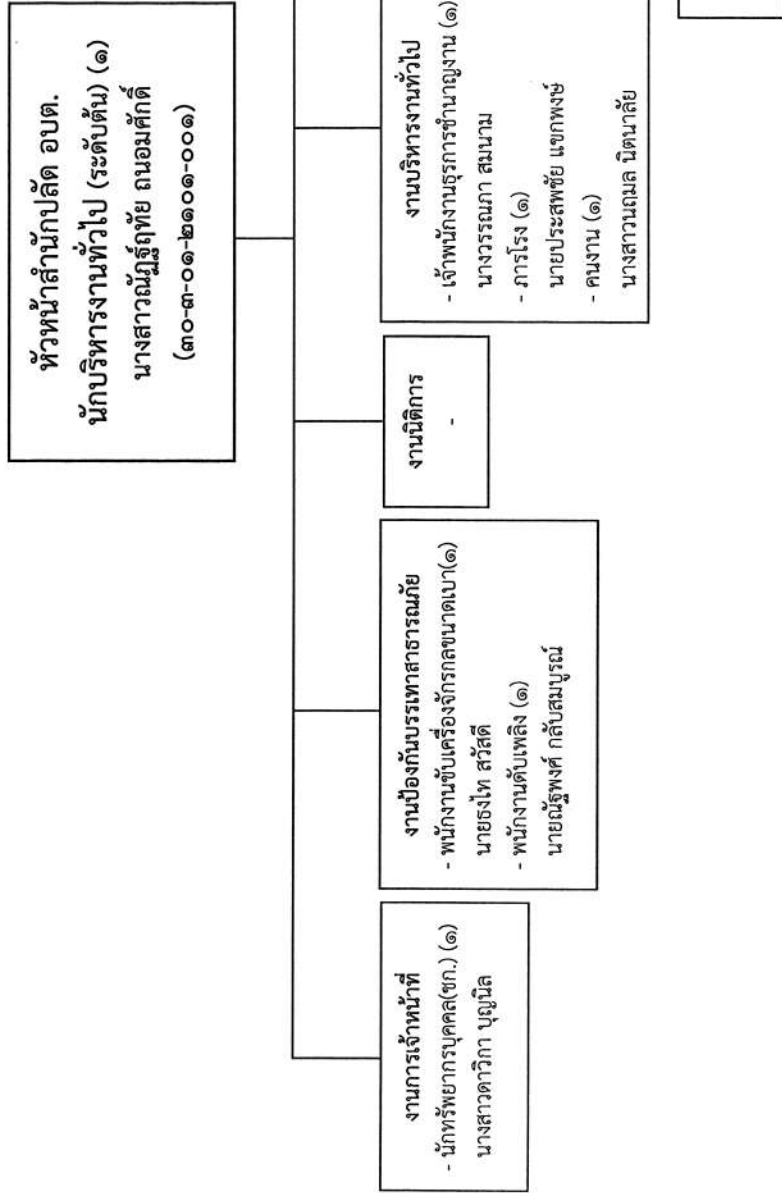 หัวหน้าสำนักปลัด อบต.
นักบริหารงานทั่วไป (ระดับต้น) (๑)
นางสาวณัฏฐ์ฤทัย ถนอมศักดิ์
(๓๐-๓-๐๑-๒๑๐๑-๐๐๑)
งานการเจ้าหน้าที่
- นักทรัพยากรบุคคล(ชก.) (๑)
นางสาวดาวิกา บุญนิล
งานป้องกันบรรเทาสาธารณภัย
- พนักงานขับเครื่องจักรกลขนาดเบา(๑)
นายธงไท สวัสดี
- พนักงานดับเพลิง (๑)
นายณัฐพงศ์ กลับสมบูรณ์
งานนิติการ
-
งานบริหารงานทั่วไป
- เจ้าพนักงานธุรการชำนาญงาน (๑)
นางวรรณภา สมนาม
- ภารโรง (๑)
นายประสพชัย แขกพงษ์
- คนงาน (๑)
นางสาวนฤมล นิตนาลัย